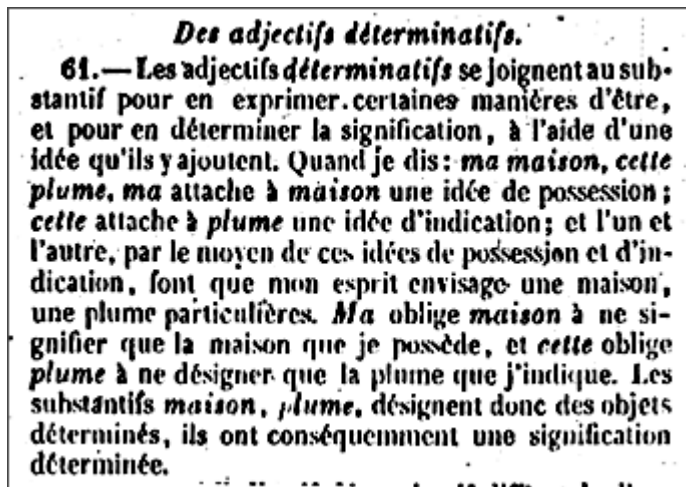 Des adjectifs déterminatifs.
61.—Les adjectifs déterminatifs se joignent au sub-
stantif pour en exprimer certaines manières d'être,
et pour en déterminer la signification, à l'aide d'une
idée qu'ils y ajoutent. Quand je dis: ma maison, cette
plume, ma attache à maison une idée de possession;
cette attache à plume une idée d'indication; et l'un et
l'autre, par le moyen de ces idées de possession et d'in-
dication, font que mon esprit envisage une maison,
une plume particulières. Ma oblige maison à ne si-
gnifier que la maison que je possède, et cette oblige
plume à ne désigner que la plume que j'indique. Les
substantifs maison, plume, désignent donc des objets
déterminés, ils ont conséquemment une signification
déterminée.